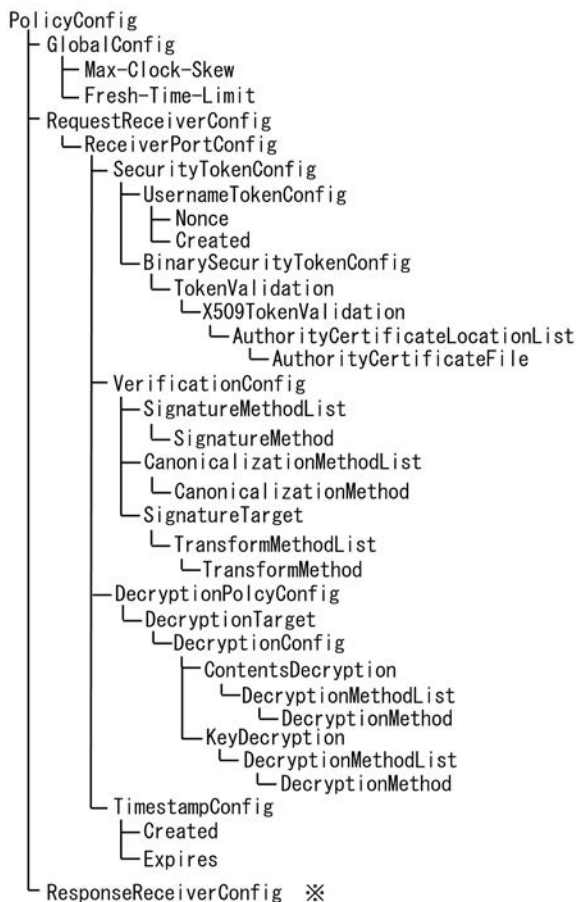 PolicyConfig
GlobalConfig
Max-Clock-Skew
Fresh-Time-Limit
RequestReceiverConfig
ReceiverPortConfig
SecurityTokenConfig
UsernameTokenConfig
Nonce
Created
BinarySecurityTokenConfig
TokenValidation
X509TokenValidation
AuthorityCertificateLocationList
AuthorityCertificateFile
VerificationConfig
SignatureMethodList
SignatureMethod
CanonicalizationMethodList
CanonicalizationMethod
SignatureTarget
TransformMethodList
TransformMethod
DecryptionPolcyConfig
DecryptionTarget
DecryptionConfig
ContentsDecryption
DecryptionMethodList
DecryptionMethod
KeyDecryption
DecryptionMethodList
DecryptionMethod
TimestampConfig
Created
Expires
ResponseReceiverConfig ※